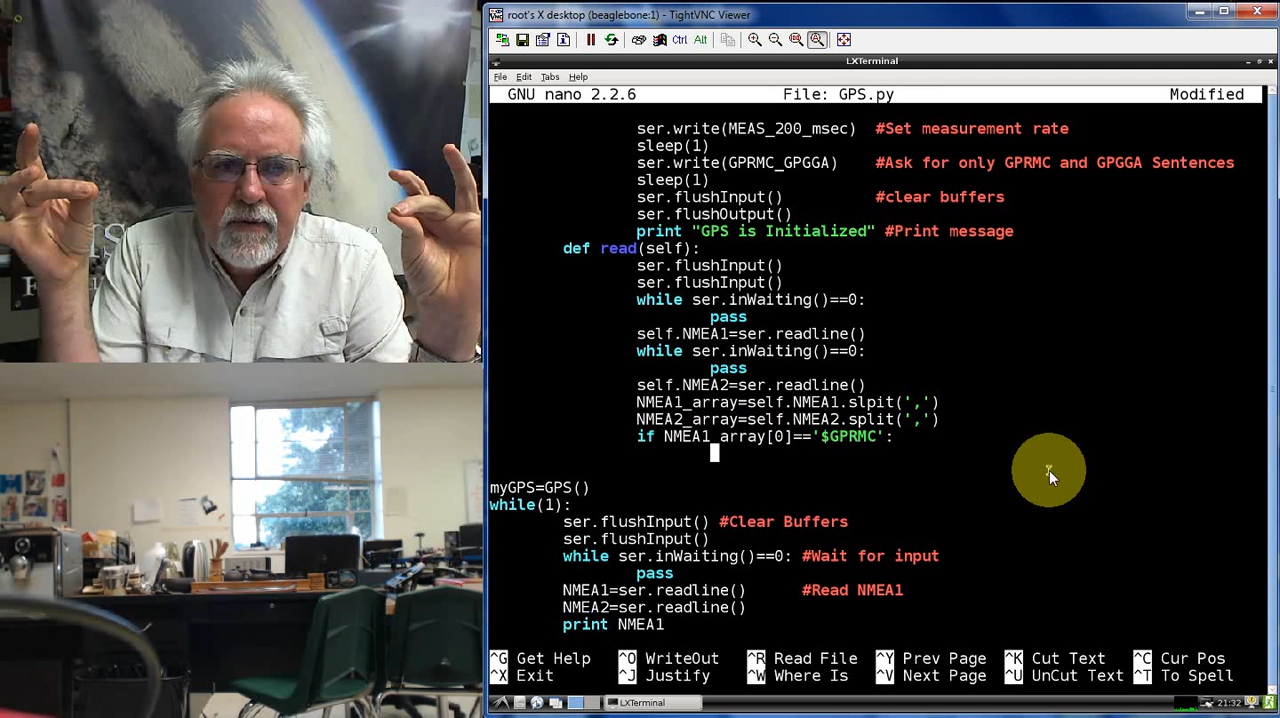 root's X desktop (beaglebone:1) - TightVNC Viewer
Ctrl Alt
LXTerminal
File Edit Tabs Help
GNU nano 2.2.6 File: GPS.py Modified
ser.write(MEAS_200_msec) #Set measurement rate
sleep(1)
ser.write(GPRMC_GPGGA) #Ask for only GPRMC and GPGGA Sentences
sleep(1)
ser.flushInput() #clear buffers
ser.flushOutput()
print "GPS is Initialized" #Print message
def read(self):
ser.flushInput()
ser.flushInput()
while ser.inWaiting()==0:
pass
self.NMEA1=ser.readline()
while ser.inWaiting()==0:
pass
self.NMEA2=ser.readline()
NMEA1_array=self.NMEA1.slpit(',')
NMEA2_array=self.NMEA2.split(',')
if NMEA1_array[0]=='$GPRMC':
myGPS=GPS()
while(1):
ser.flushInput() #Clear Buffers
ser.flushInput()
while ser.inWaiting()==0: #Wait for input
pass
NMEA1=ser.readline() #Read NMEA1
NMEA2=ser.readline()
print NMEA1
^G Get Help ^O WriteOut ^R Read File ^Y Prev Page ^K Cut Text ^C Cur Pos
^X Exit ^J Justify ^W Where Is ^V Next Page ^U UnCut Text ^T To Spell
LXTerminal 21:32